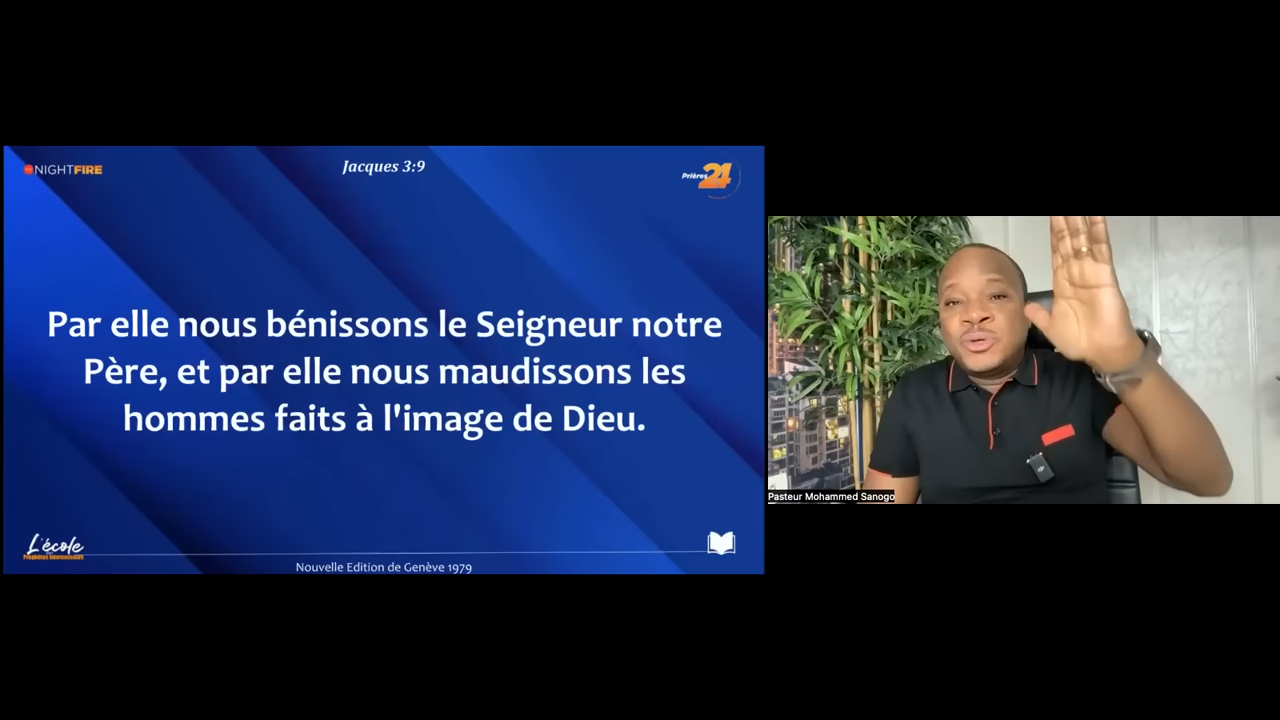 NIGHTFIRE
Jacques 3:9
Prières 24
Par elle nous bénissons le Seigneur notre
Père, et par elle nous maudissons les
hommes faits à l'image de Dieu.
L'école
Nouvelle Edition de Genève 1979
Pasteur Mohammed Sanogo